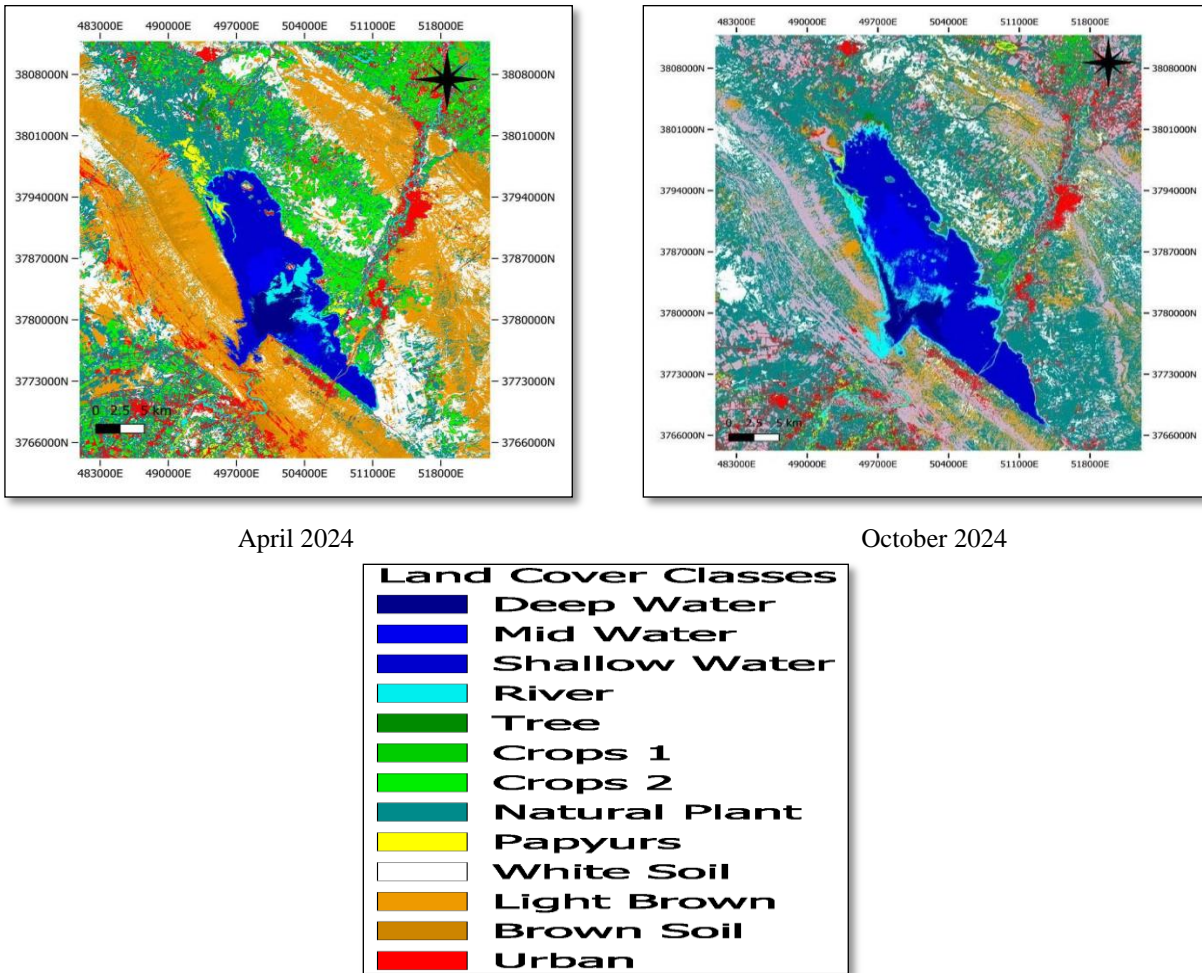 483000E 490000E 497000E 504000E 511000E 518000E
3808000N 3808000N
3801000N 3801000N
3794000N 3794000N
3787000N 3787000N
3780000N 3780000N
3773000N 3773000N
0 2.5 5 km
3766000N 3766000N
483000E 490000E 497000E 504000E 511000E 518000E
April 2024
483000E 490000E 497000E 504000E 511000E 518000E
3808000N 3808000N
3801000N 3801000N
3794000N 3794000N
3787000N 3787000N
3780000N 3780000N
3773000N 3773000N
0 2.5 5 km
3766000N 3766000N
483000E 490000E 497000E 504000E 511000E 518000E
October 2024
Land Cover Classes
Deep Water
Mid Water
Shallow Water
River
Tree
Crops 1
Crops 2
Natural Plant
Papyurs
White Soil
Light Brown
Brown Soil
Urban